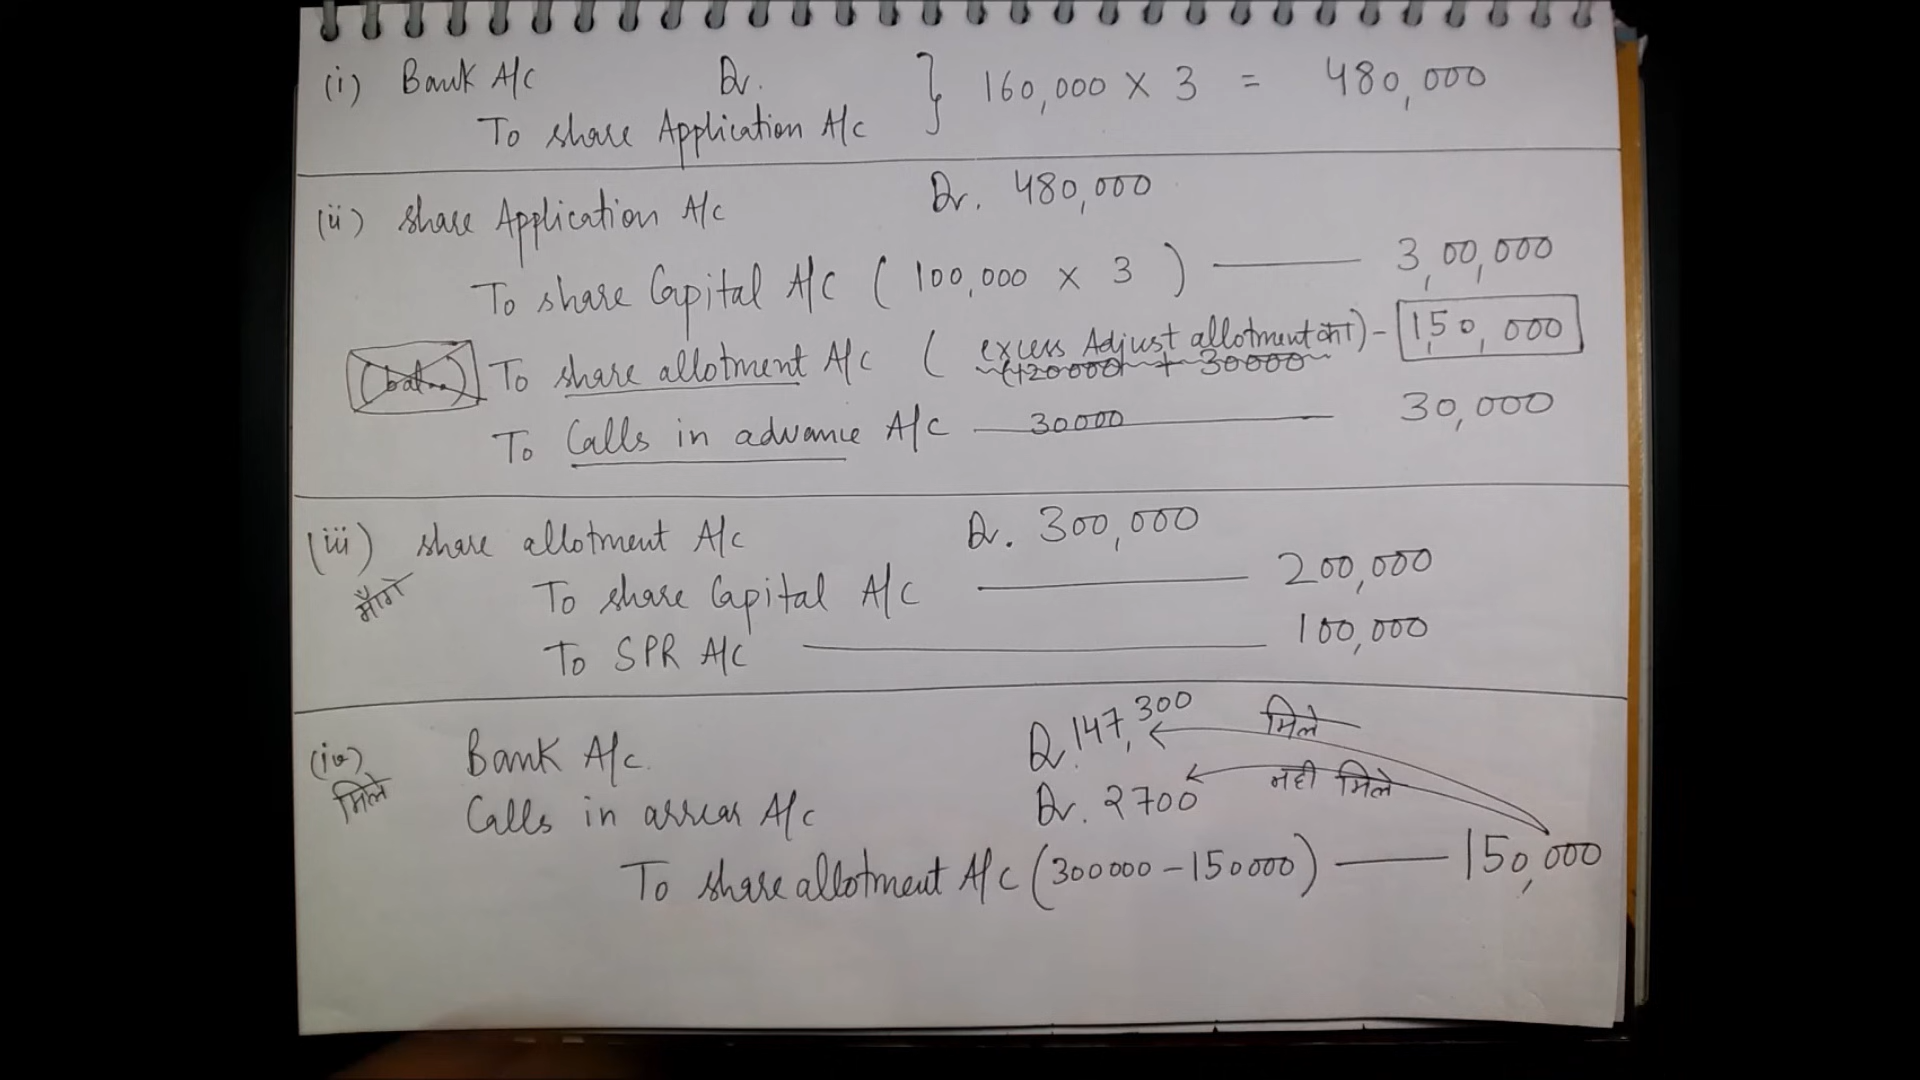 (i) Bank A/c Dr. } 160,000 X 3 = 480,000
To share Application A/c
(ii) share Application A/c Dr. 480,000
To share Capital A/c ( 100,000 x 3 ) 3,00,000
To share allotment A/c ( excess Adjust allotment का) - 1,50,000
(120000 + 30000
To Calls in advance A/c 30000 30,000
(iii) share allotment A/c Dr. 300,000
माँगे To share Capital A/c 200,000
To SPR A/c 100,000
(iv) Bank A/c. Dr. 147,300 मिले
मिले Calls in arrear A/c Dr. 2700 नही मिले
To share allotment A/c (300000 - 150000) 150,000